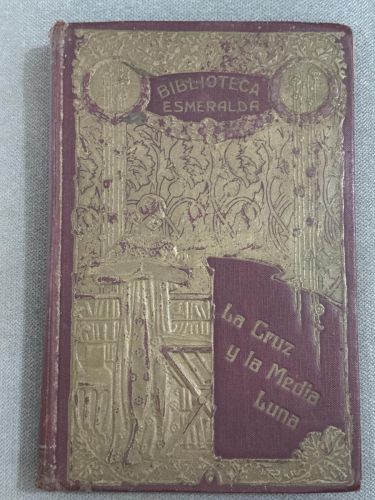 BIBLIOTECA
ESMERALDA
La Cruz
y la Media
Luna